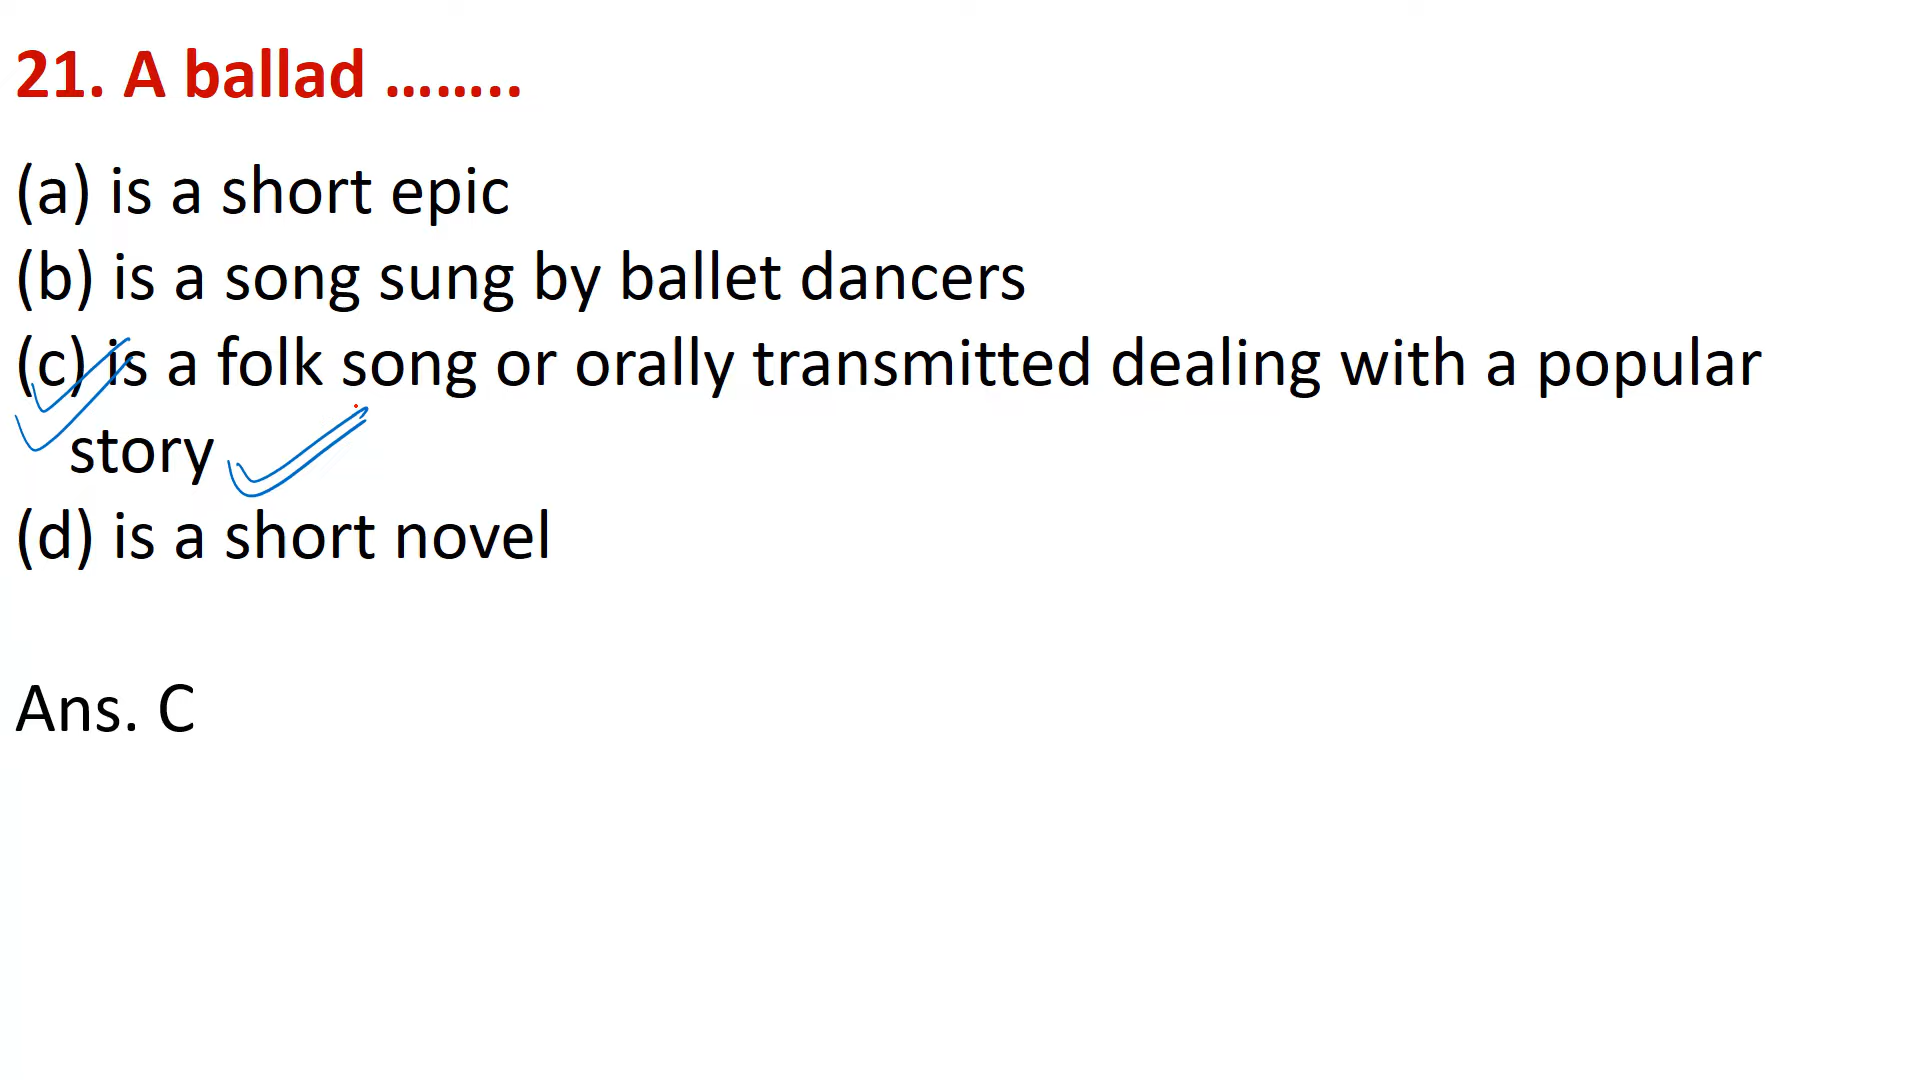 21. A ballad ……..
(a) is a short epic
(b) is a song sung by ballet dancers
(c) is a folk song or orally transmitted dealing with a popular
story
(d) is a short novel
Ans. C